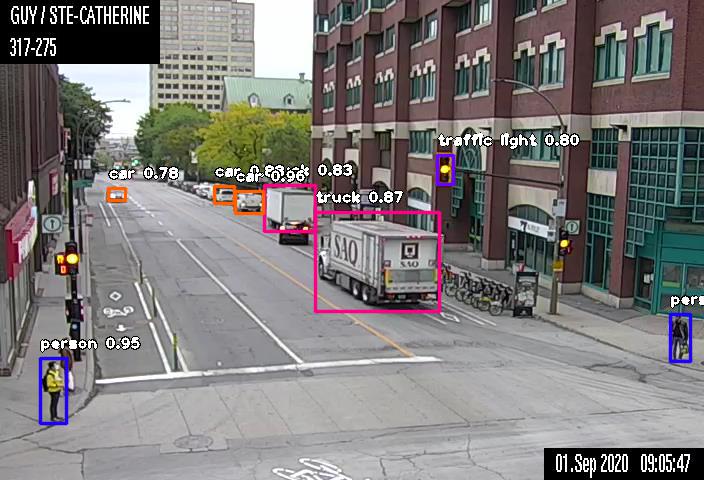 GUY / STE-CATHERINE
317-275
traffic light 0.80
car 0.78
car 0.96
0.83
truck 0.87
SAQ
SAQ
person 0.95
pers
01.Sep 2020 09:05:47